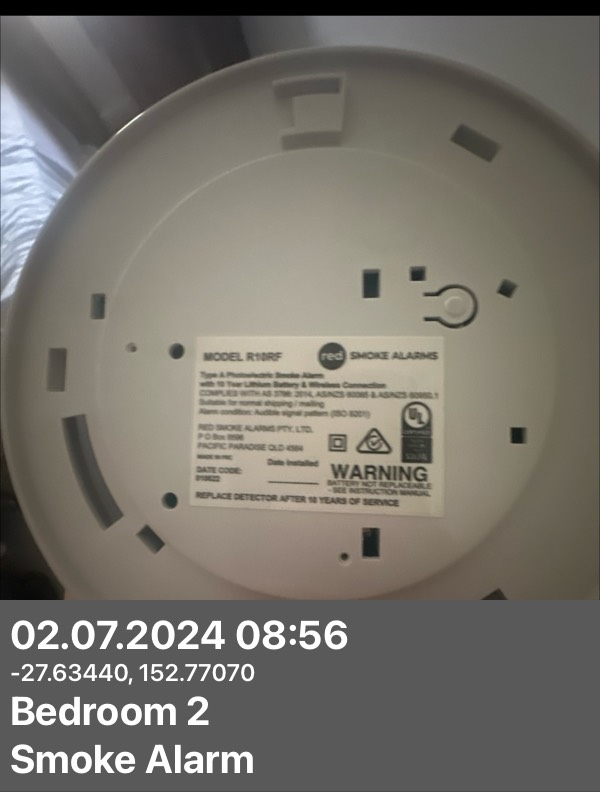 MODEL R10RF
red SMOKE ALARMS
Type A Photoelectric Smoke Alarm
with 10 Year Lithium Battery & Wireless Connection
COMPLIES WITH AS 3786: 2014, AS/NZS 60065 & AS/NZS 60950.1
Suitable for normal shipping / mailing
Alarm condition: Audible signal pattern (ISO 8201)
RED SMOKE ALARMS PTY. LTD.
P O Box
PACIFIC PARADISE QLD 4564
MADE IN PRC
DATE CODE:
Date Installed
UL
WARNING
BATTERY NOT REPLACEABLE
- SEE INSTRUCTION MANUAL
REPLACE DETECTOR AFTER 10 YEARS OF SERVICE
02.07.2024 08:56
-27.63440, 152.77070
Bedroom 2
Smoke Alarm